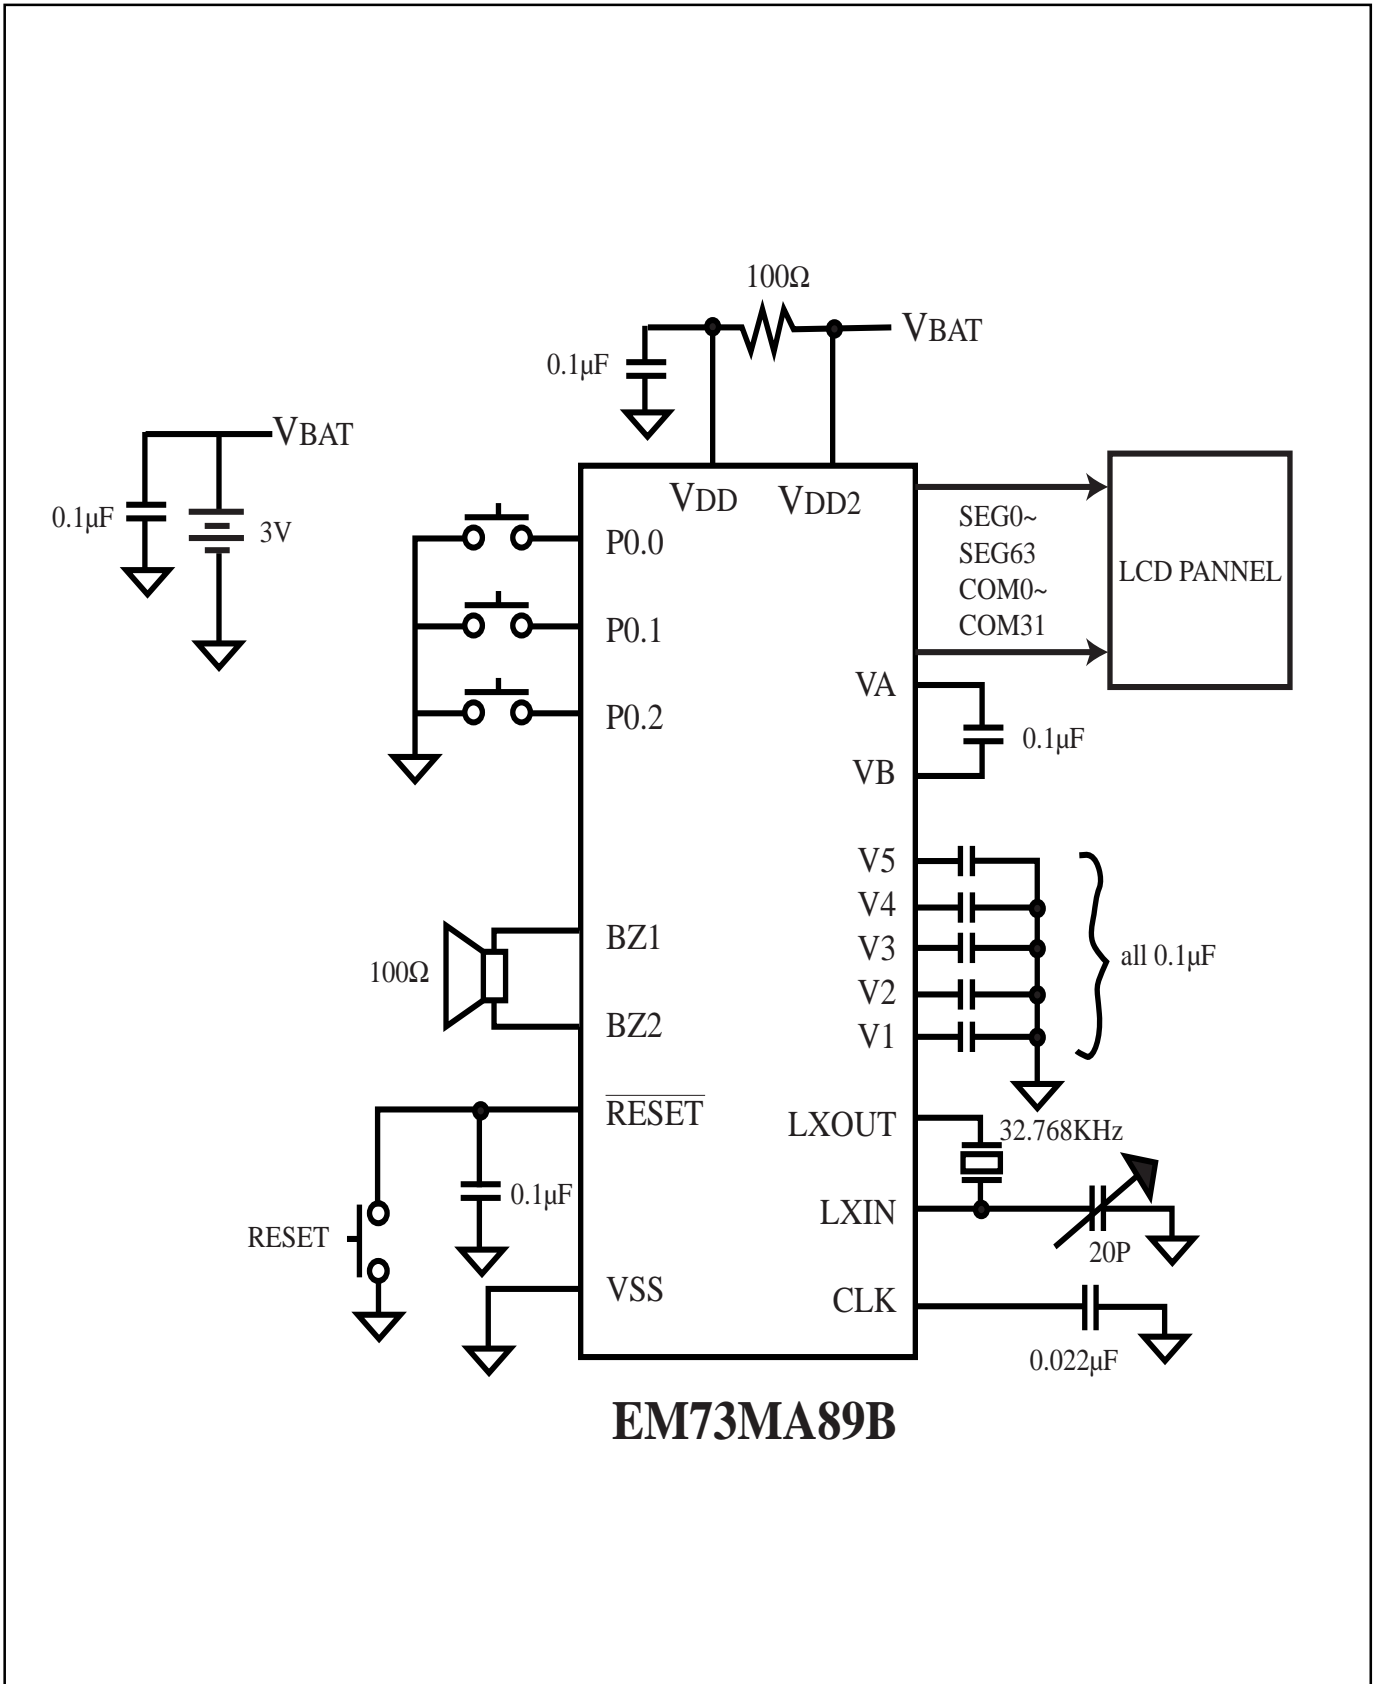 100Ω
VBAT
0.1µF
VBAT
0.1µF
3V
VDD
VDD2
P0.0
P0.1
P0.2
SEG0~
SEG63
COM0~
COM31
LCD PANNEL
VA
0.1µF
VB
V5
V4
V3
V2
V1
all 0.1µF
BZ1
100Ω
BZ2
RESET
0.1µF
RESET
VSS
LXOUT
32.768KHz
LXIN
20P
CLK
0.022µF
EM73MA89B